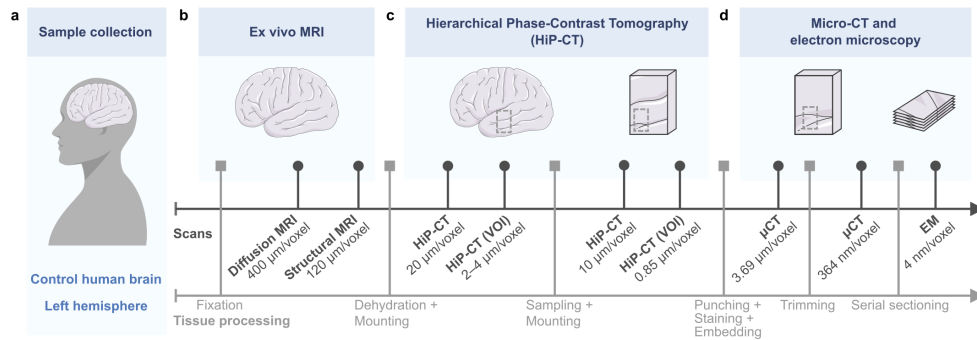 a
Sample collection
Control human brain
Left hemisphere
b
Ex vivo MRI
c
Hierarchical Phase-Contrast Tomography
(HiP-CT)
d
Micro-CT and
electron microscopy
Scans
Diffusion MRI
400 µm/voxel
Structural MRI
120 µm/voxel
HiP-CT
20 µm/voxel
HiP-CT (VOI)
2–4 µm/voxel
HiP-CT
10 µm/voxel
HiP-CT (VOI)
0.85 µm/voxel
µCT
3.69 µm/voxel
µCT
364 nm/voxel
EM
4 nm/voxel
Fixation
Tissue processing
Dehydration +
Mounting
Sampling +
Mounting
Punching +
Staining +
Embedding
Trimming
Serial sectioning